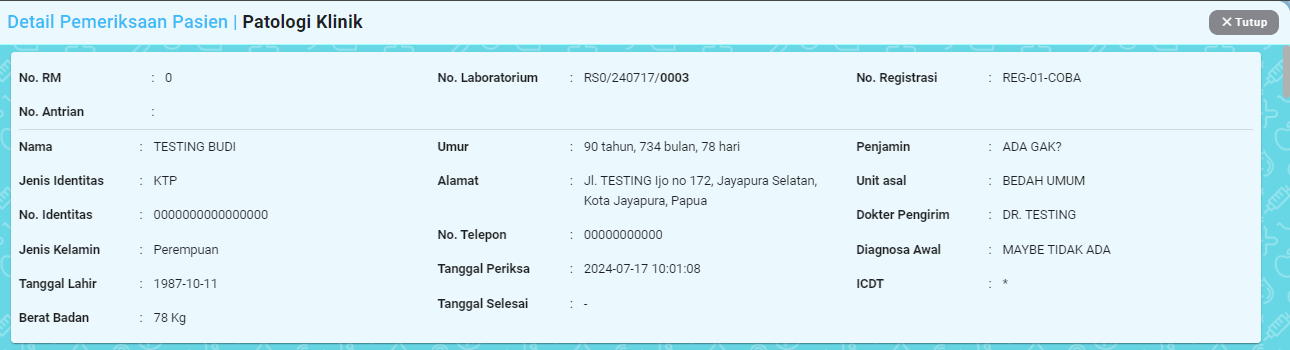 Detail Pemeriksaan Pasien | Patologi Klinik
✕ Tutup
No. RM : 0
No. Laboratorium : RS0/240717/0003
No. Registrasi : REG-01-COBA
No. Antrian :
Nama : TESTING BUDI
Jenis Identitas : KTP
No. Identitas : 0000000000000000
Jenis Kelamin : Perempuan
Tanggal Lahir : 1987-10-11
Berat Badan : 78 Kg
Umur : 90 tahun, 734 bulan, 78 hari
Alamat : Jl. TESTING Ijo no 172, Jayapura Selatan,
Kota Jayapura, Papua
No. Telepon : 00000000000
Tanggal Periksa : 2024-07-17 10:01:08
Tanggal Selesai : -
Penjamin : ADA GAK?
Unit asal : BEDAH UMUM
Dokter Pengirim : DR. TESTING
Diagnosa Awal : MAYBE TIDAK ADA
ICDT : *